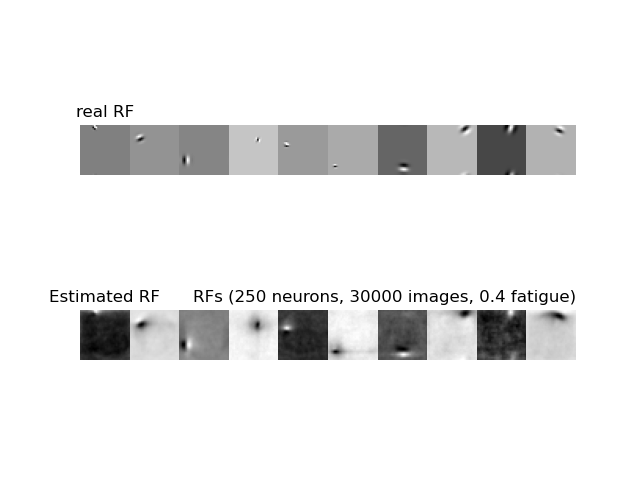 real RF
Estimated RF
RFs (250 neurons, 30000 images, 0.4 fatigue)